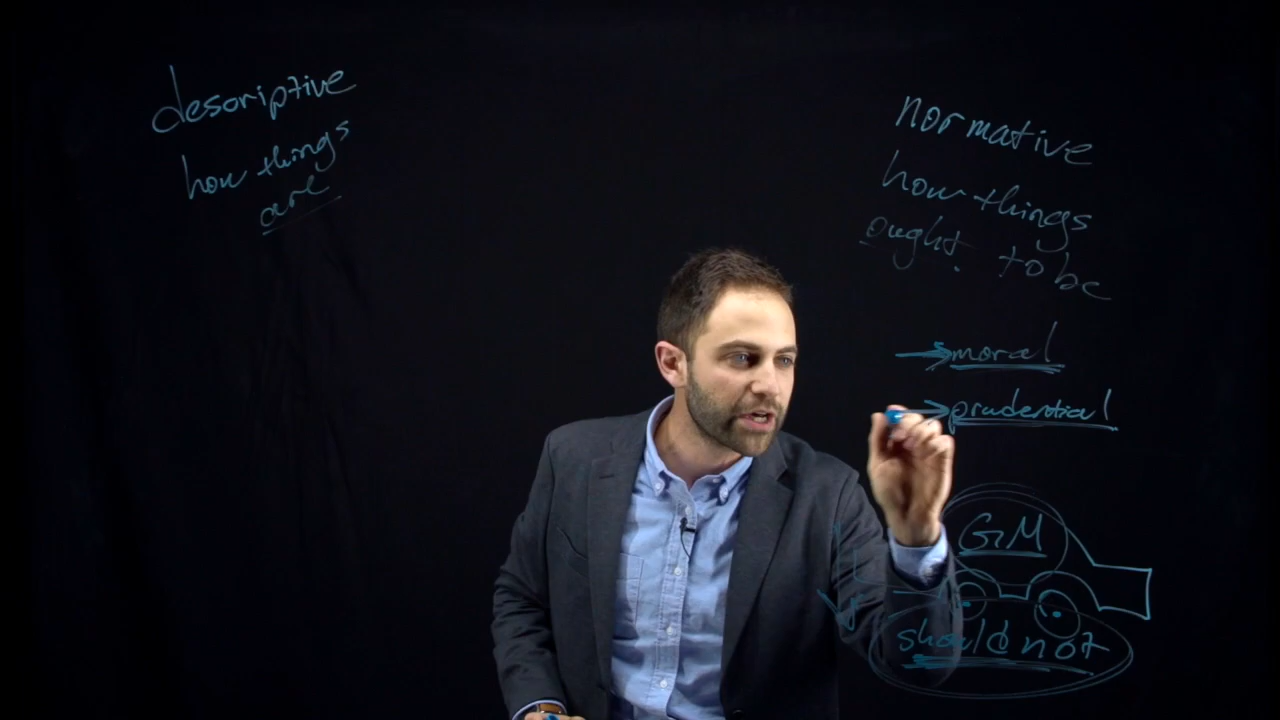 descriptive
how things
are
normative
how things
ought to be
moral
prudential
GM
should not